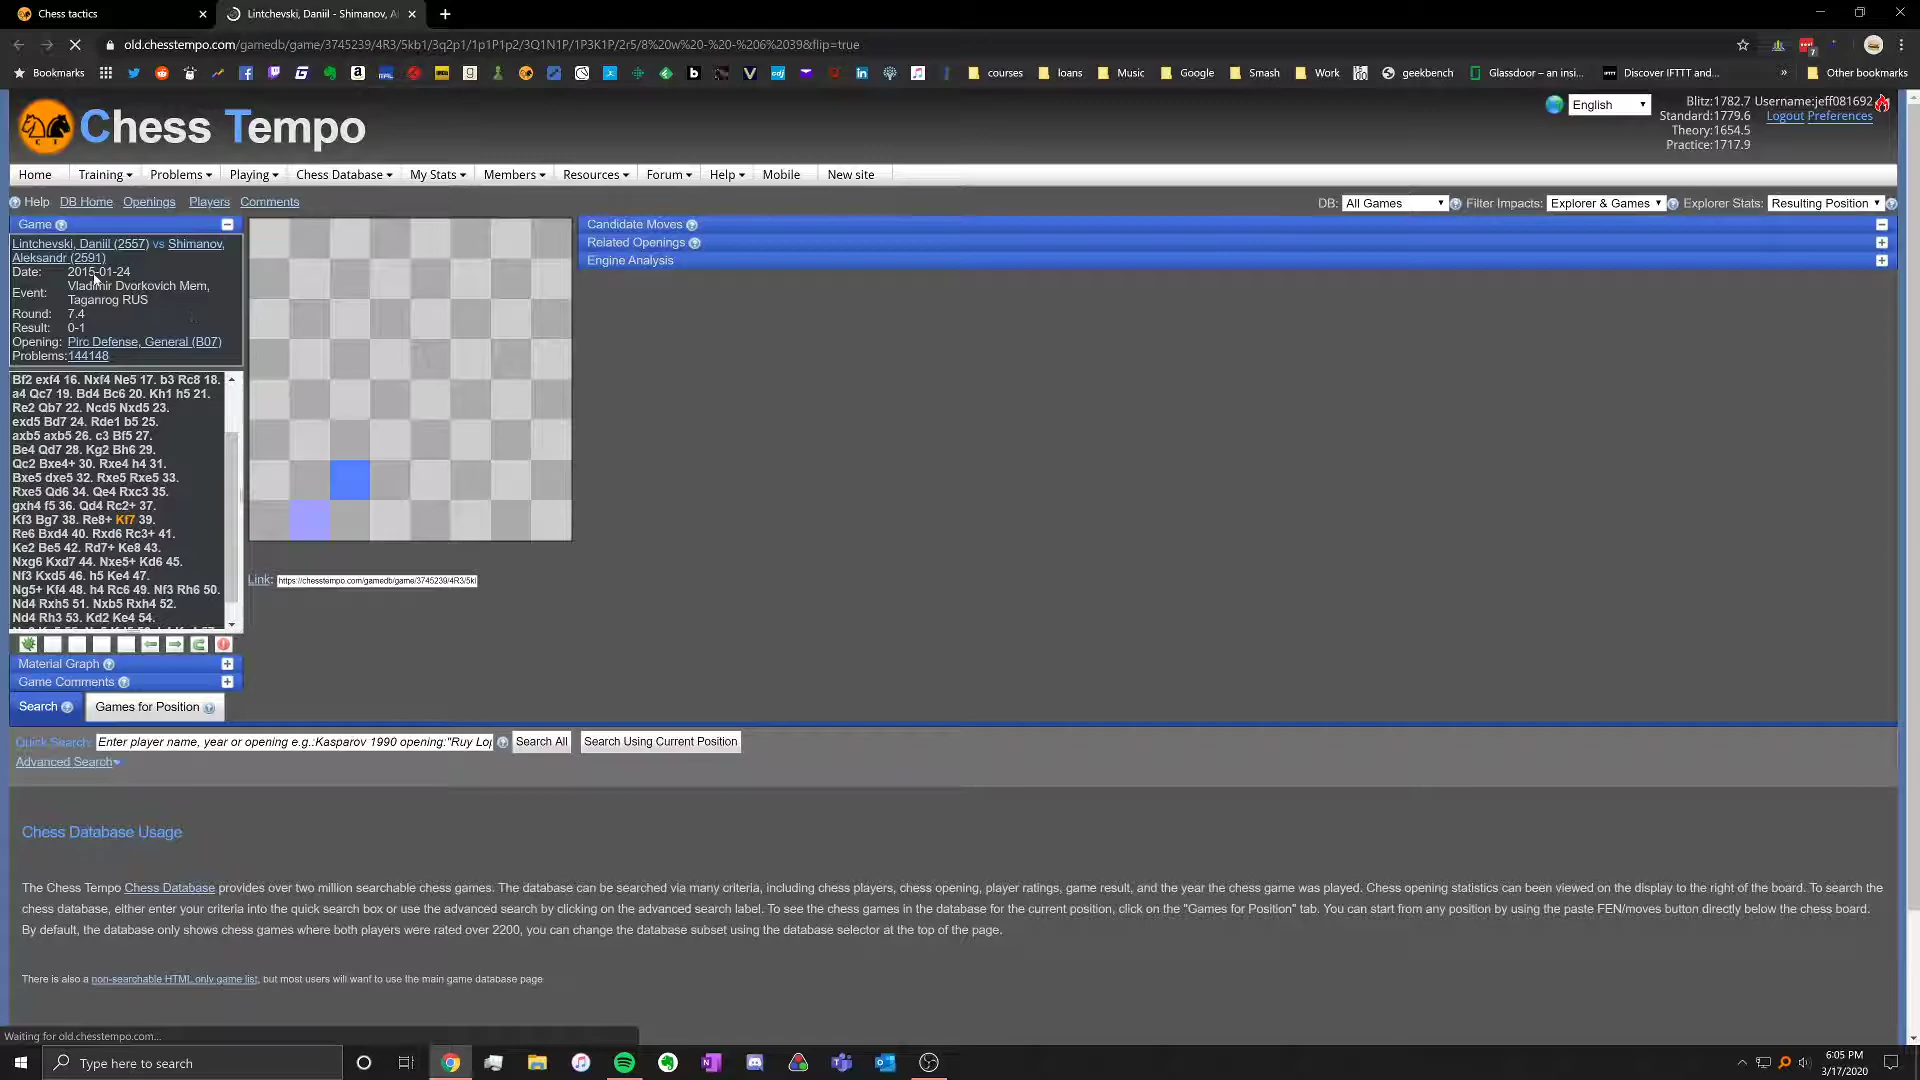 Chess tactics
Lintchevski, Daniil - Shimanov, A
old.chesstempo.com/gamedb/game/3745239/4R3/5kb1/3q2p1/1p1P1p2/3Q1N1P/1P3K1P/2r5/8%20w%20-%20-%206%2039&flip=true
Bookmarks
courses
loans
Music
Google
Smash
Work
geekbench
Glassdoor – an insi...
Discover IFTTT and...
»
Other bookmarks
Chess Tempo
English
Blitz:1782.7 Username:jeff081692
Standard:1779.6 Logout Preferences
Theory:1654.5
Practice:1717.9
Home Training Problems Playing Chess Database My Stats Members Resources Forum Help Mobile New site
Help DB Home Openings Players Comments
DB: All Games Filter Impacts: Explorer & Games Explorer Stats: Resulting Position
Game
Lintchevski, Daniil (2557) vs Shimanov,
Aleksandr (2591)
Date: 2015-01-24
Event: Vladimir Dvorkovich Mem,
Taganrog RUS
Round: 7.4
Result: 0-1
Opening: Pirc Defense, General (B07)
Problems:144148
Candidate Moves
Related Openings
Engine Analysis
Bf2 exf4 16. Nxf4 Ne5 17. b3 Rc8 18.
a4 Qc7 19. Bd4 Bc6 20. Kh1 h5 21.
Re2 Qb7 22. Ncd5 Nxd5 23.
exd5 Bd7 24. Rde1 b5 25.
axb5 axb5 26. c3 Bf5 27.
Be4 Qd7 28. Kg2 Bh6 29.
Qc2 Bxe4+ 30. Rxe4 h4 31.
Bxe5 dxe5 32. Rxe5 Rxe5 33.
Rxe5 Qd6 34. Qe4 Rxc3 35.
gxh4 f5 36. Qd4 Rc2+ 37.
Kf3 Bg7 38. Re8+ Kf7 39.
Re6 Bxd4 40. Rxd6 Rc3+ 41.
Ke2 Be5 42. Rd7+ Ke8 43.
Nxg6 Kxd7 44. Nxe5+ Kd6 45.
Nf3 Kxd5 46. h5 Ke4 47.
Ng5+ Kf4 48. h4 Rc6 49. Nf3 Rh6 50.
Nd4 Rxh5 51. Nxb5 Rxh4 52.
Nd4 Rh3 53. Kd2 Ke4 54.
Link: https://chesstempo.com/gamedb/game/3745239/4R3/5kl
Material Graph
Game Comments
Search
Games for Position
Quick Search: Enter player name, year or opening e.g.:Kasparov 1990 opening:"Ruy Lo Search All Search Using Current Position
Advanced Search
Chess Database Usage
The Chess Tempo Chess Database provides over two million searchable chess games. The database can be searched via many criteria, including chess players, chess opening, player ratings, game result, and the year the chess game was played. Chess opening statistics can been viewed on the display to the right of the board. To search the
chess database, either enter your criteria into the quick search box or use the advanced search by clicking on the advanced search label. To see the chess games in the database for the current position, click on the "Games for Position" tab. You can start from any position by using the paste FEN/moves button directly below the chess board.
By default, the database only shows chess games where both players were rated over 2200, you can change the database subset using the database selector at the top of the page.
There is also a non-searchable HTML only game list, but most users will want to use the main game database page
Waiting for old.chesstempo.com...
Type here to search
6:05 PM
3/17/2020